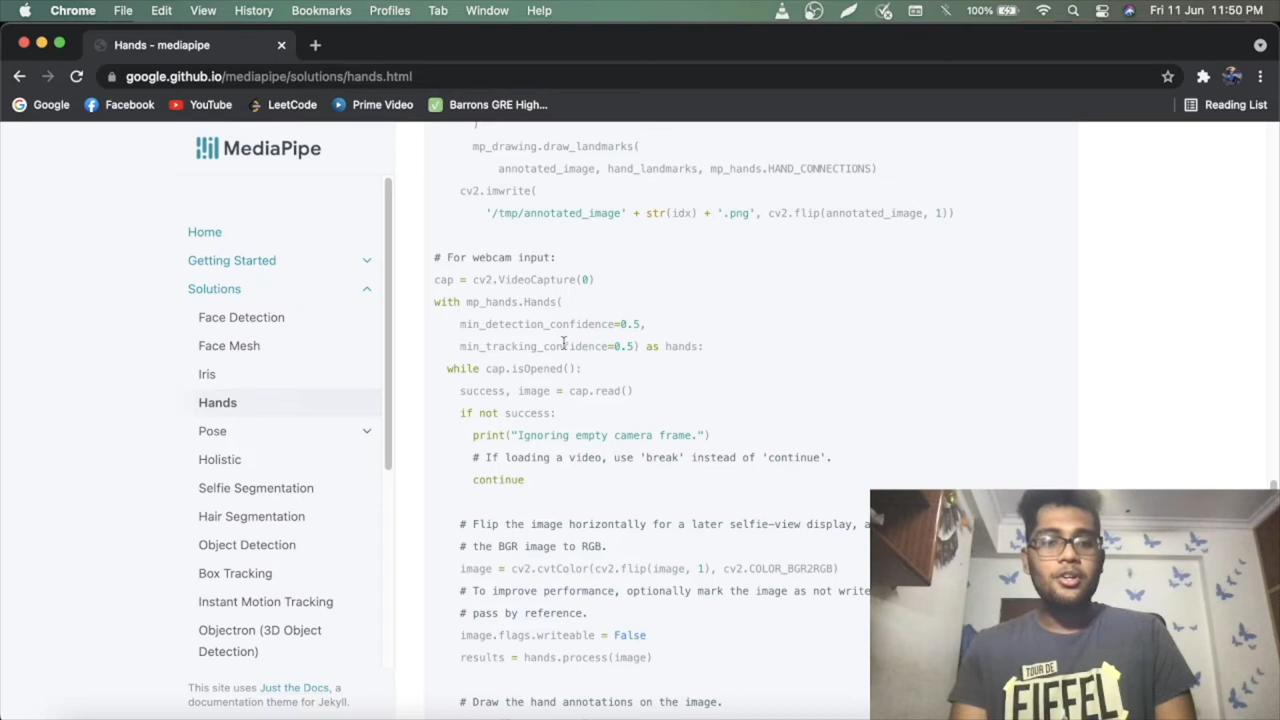 Chrome File Edit View History Bookmarks Profiles Tab Window Help 100% Fri 11 Jun 11:50 PM
Hands - mediapipe
google.github.io/mediapipe/solutions/hands.html
Google Facebook YouTube LeetCode Prime Video Barrons GRE High... Reading List
MediaPipe
Home
Getting Started
Solutions
Face Detection
Face Mesh
Iris
Hands
Pose
Holistic
Selfie Segmentation
Hair Segmentation
Object Detection
Box Tracking
Instant Motion Tracking
Objectron (3D Object
Detection)
This site uses Just the Docs, a
documentation theme for Jekyll.
]
mp_drawing.draw_landmarks(
annotated_image, hand_landmarks, mp_hands.HAND_CONNECTIONS)
cv2.imwrite(
'/tmp/annotated_image' + str(idx) + '.png', cv2.flip(annotated_image, 1))
# For webcam input:
cap = cv2.VideoCapture(0)
with mp_hands.Hands(
min_detection_confidence=0.5,
min_tracking_confidence=0.5) as hands:
while cap.isOpened():
success, image = cap.read()
if not success:
print("Ignoring empty camera frame.")
# If loading a video, use 'break' instead of 'continue'.
continue
# Flip the image horizontally for a later selfie-view display, a
# the BGR image to RGB.
image = cv2.cvtColor(cv2.flip(image, 1), cv2.COLOR_BGR2RGB)
# To improve performance, optionally mark the image as not write
# pass by reference.
image.flags.writeable = False
results = hands.process(image)
# Draw the hand annotations on the image.
TOUR DE
EIFFEL